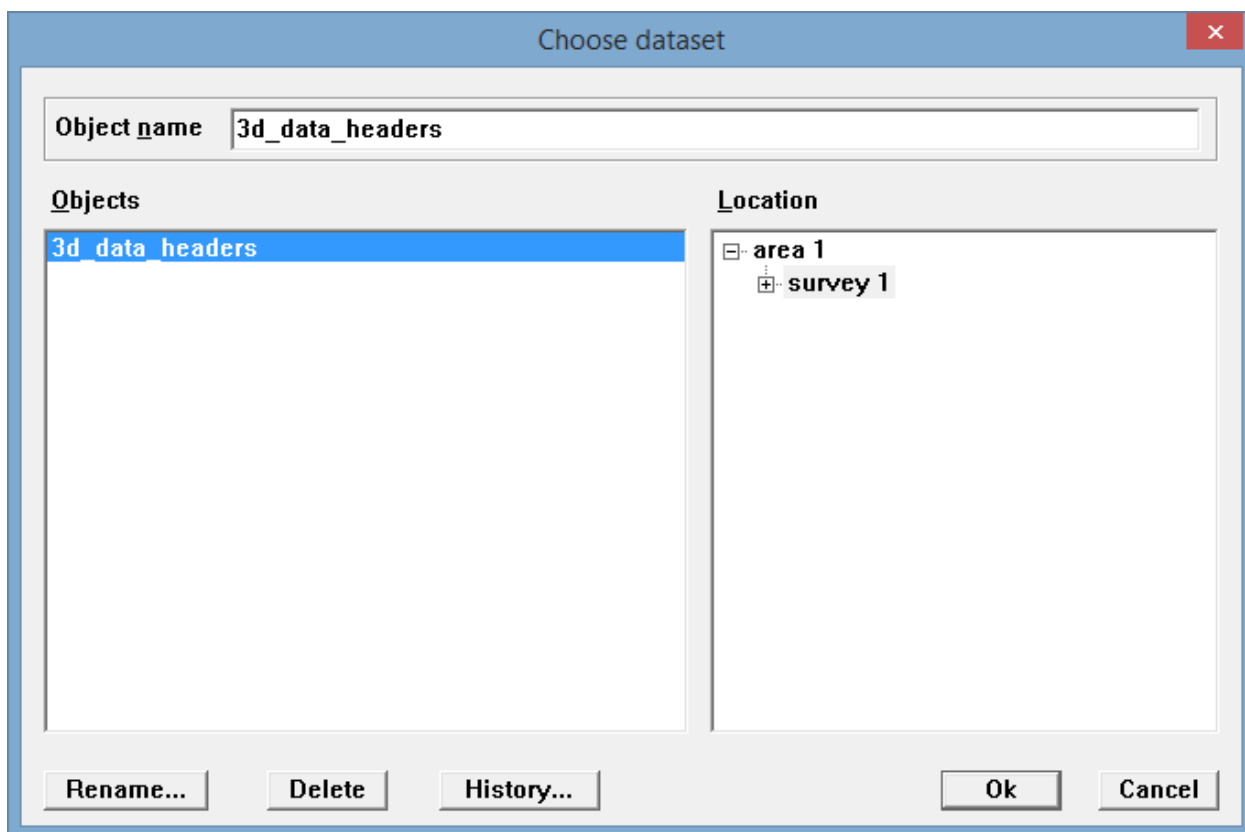 Choose dataset
Object name 3d_data_headers
Objects
3d_data_headers
Location
area 1
survey 1
Rename... Delete History... Ok Cancel